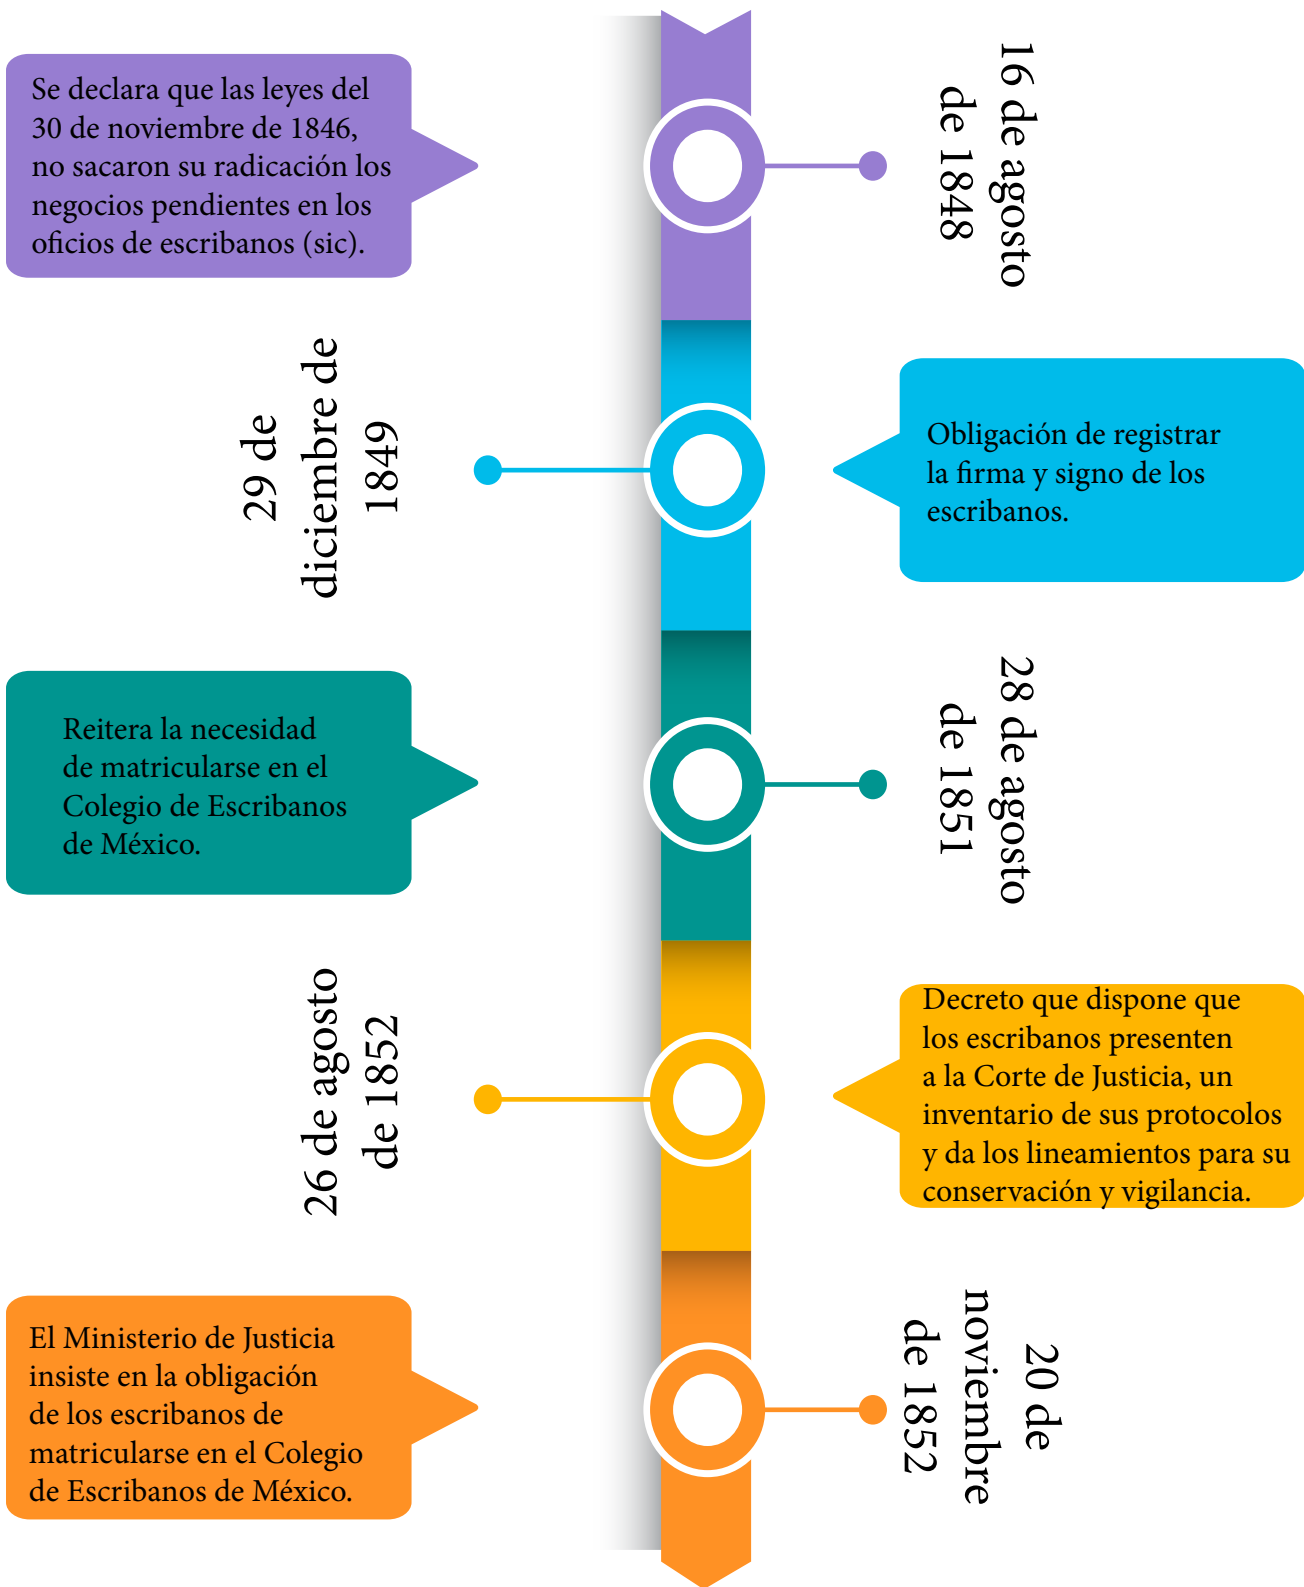 Se declara que las leyes del
30 de noviembre de 1846,
no sacaron su radicación los
negocios pendientes en los
oficios de escribanos (sic).
16 de agosto
de 1848
29 de
diciembre de
1849
Obligación de registrar
la firma y signo de los
escribanos.
Reitera la necesidad
de matricularse en el
Colegio de Escribanos
de México.
28 de agosto
de 1851
26 de agosto
de 1852
Decreto que dispone que
los escribanos presenten
a la Corte de Justicia, un
inventario de sus protocolos
y da los lineamientos para su
conservación y vigilancia.
El Ministerio de Justicia
insiste en la obligación
de los escribanos de
matricularse en el Colegio
de Escribanos de México.
20 de
noviembre
de 1852